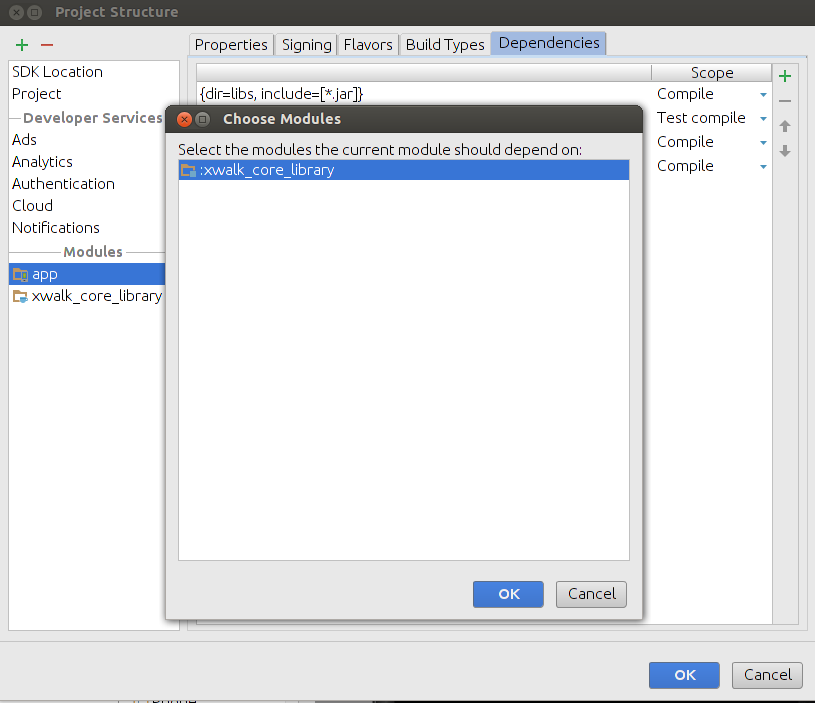 Project Structure
Properties Signing Flavors Build Types Dependencies
SDK Location
Project
Developer Services
Ads
Analytics
Authentication
Cloud
Notifications
Modules
app
xwalk_core_library
Scope
{dir=libs, include=[*.jar]} Compile
Test compile
Compile
Compile
Choose Modules
Select the modules the current module should depend on:
:xwalk_core_library
OK Cancel
OK Cancel